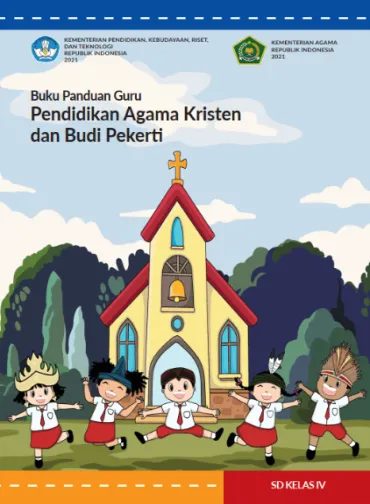 KEMENTERIAN PENDIDIKAN, KEBUDAYAAN, RISET,
DAN TEKNOLOGI
REPUBLIK INDONESIA
2021
KEMENTERIAN AGAMA
REPUBLIK INDONESIA
2021
Buku Panduan Guru
Pendidikan Agama Kristen
dan Budi Pekerti
SD KELAS IV